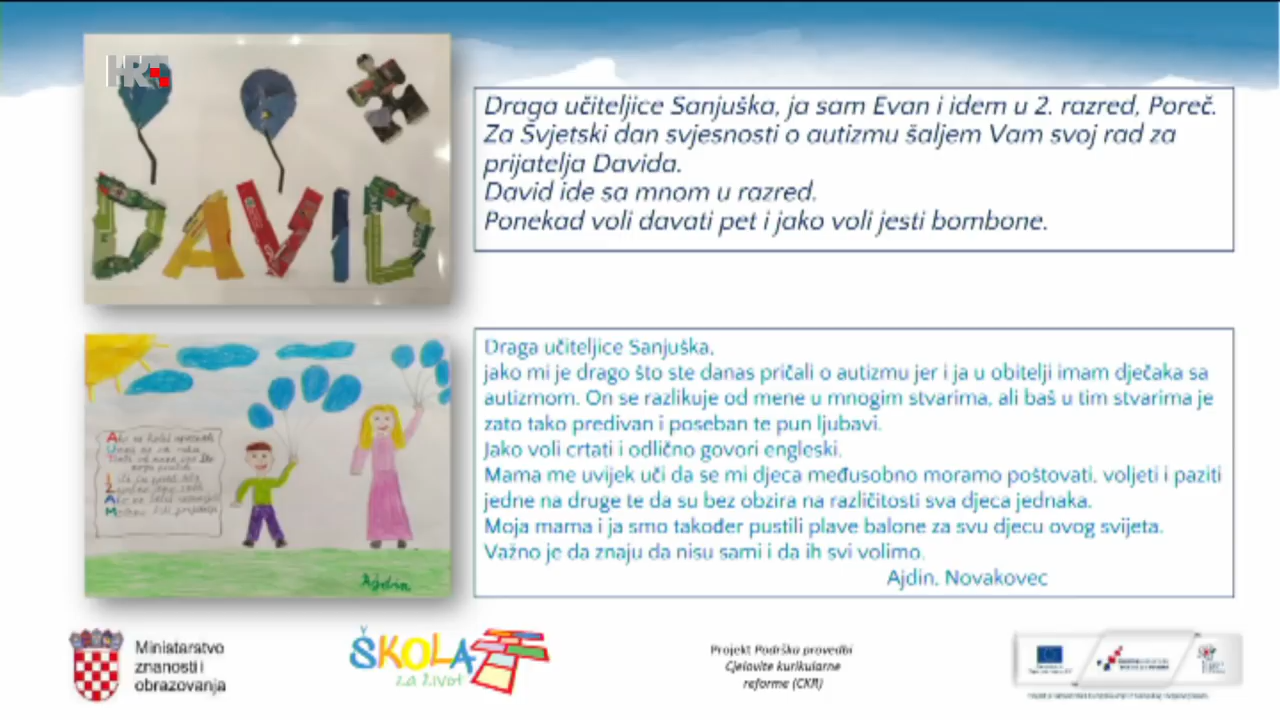 HRT
DAVID
Draga učiteljice Sanjuška, ja sam Evan i idem u 2. razred, Poreč.
Za Svjetski dan svjesnosti o autizmu šaljem Vam svoj rad za
prijatelja Davida.
David ide sa mnom u razred.
Ponekad voli davati pet i jako voli jesti bombone.
Draga učiteljice Sanjuška,
jako mi je drago što ste danas pričali o autizmu jer i ja u obitelji imam dječaka sa
autizmom. On se razlikuje od mene u mnogim stvarima, ali baš u tim stvarima je
zato tako predivan i poseban te pun ljubavi.
Jako voli crtati i odlično govori engleski.
Mama me uvijek uči da se mi djeca međusobno moramo poštovati, voljeti i paziti
jedne na druge te da su bez obzira na različitosti sva djeca jednaka.
Moja mama i ja smo također pustili plave balone za svu djecu ovog svijeta.
Važno je da znaju da nisu sami i da ih svi volimo.
Ajdin, Novakovec
Ajdin
Ministarstvo
znanosti i
obrazovanja
ŠKOLA
za život
Projekt Podrška provedbi
Cjelovite kurikularne
reforme (CKR)